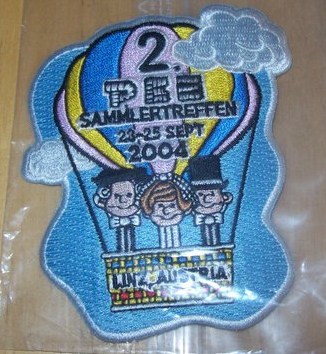 2.
PEZ
SAMMLERTREFFEN
23-25 SEPT
2004
LINZ, AUSTRIA